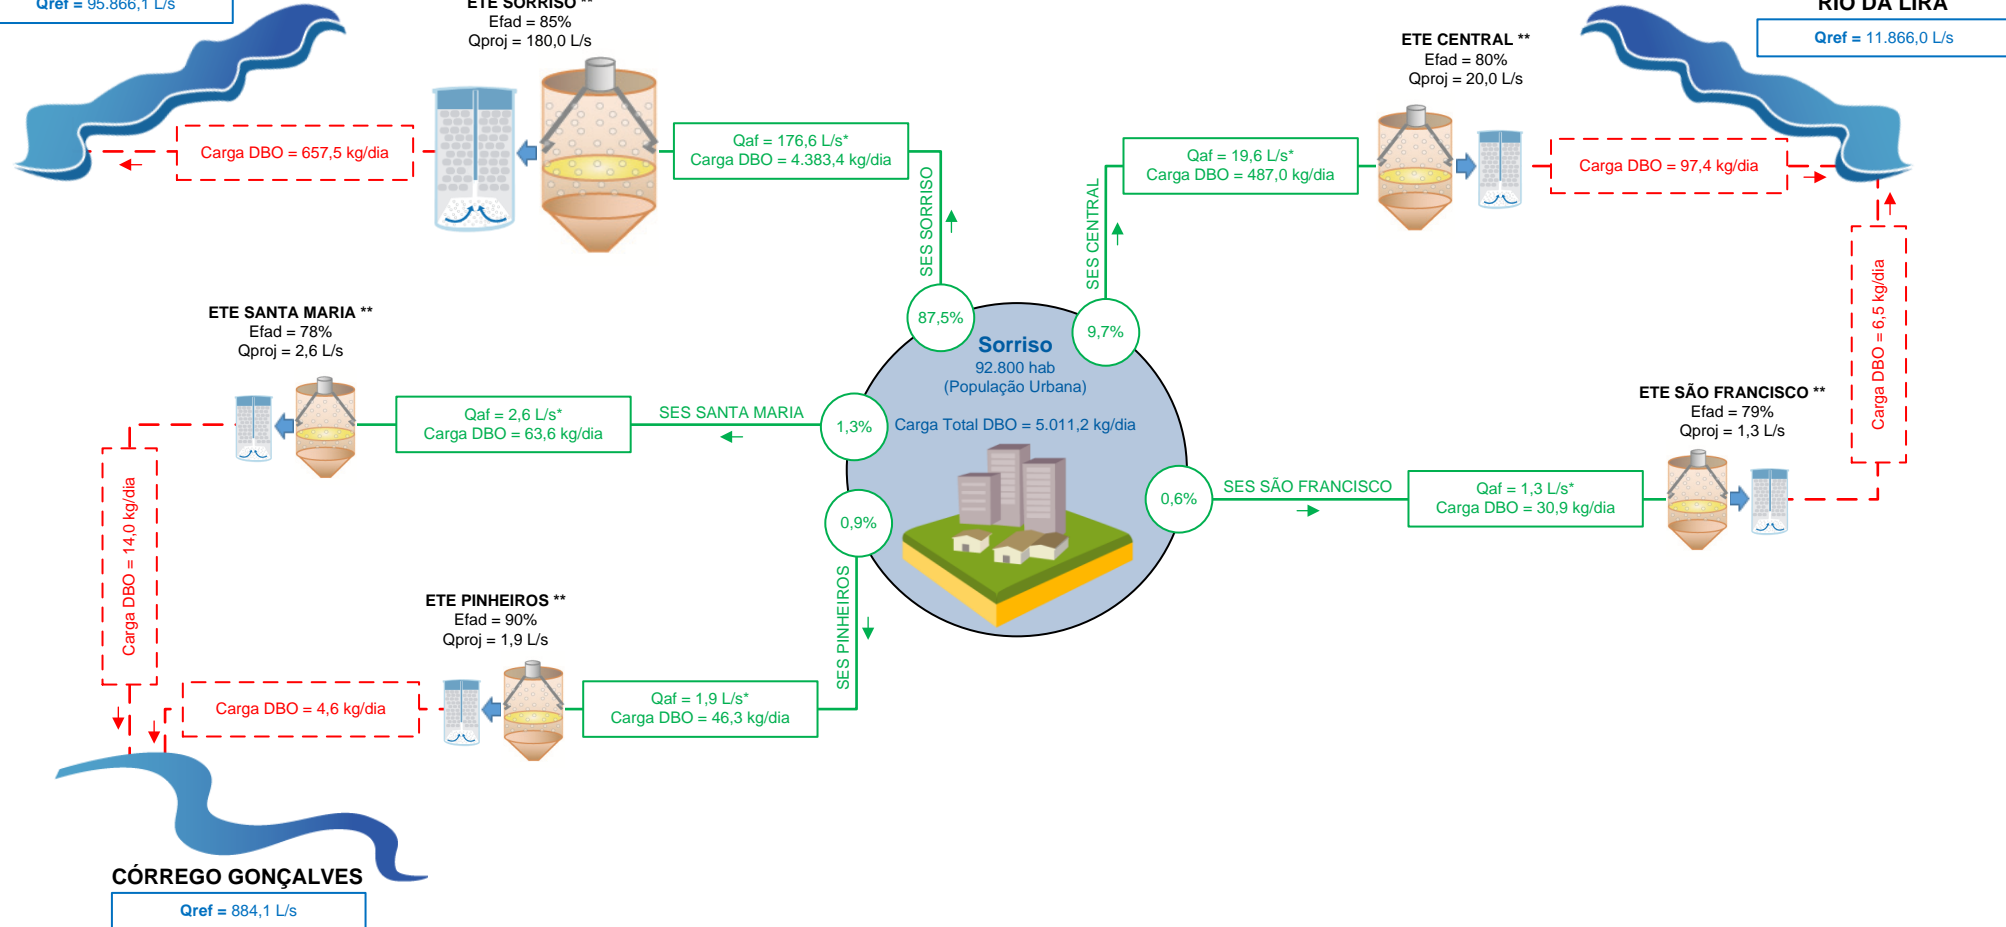 Qref = 95.866,1 L/s
ETE SORRISO **
Efad = 85%
Qproj = 180,0 L/s
Carga DBO = 657,5 kg/dia
Qaf = 176,6 L/s*
Carga DBO = 4.383,4 kg/dia
SES SORRISO
87,5%
ETE CENTRAL **
Efad = 80%
Qproj = 20,0 L/s
RIO DA LIRA
Qref = 11.866,0 L/s
Qaf = 19,6 L/s*
Carga DBO = 487,0 kg/dia
Carga DBO = 97,4 kg/dia
SES CENTRAL
9,7%
Carga DBO = 6,5 kg/dia
ETE SANTA MARIA **
Efad = 78%
Qproj = 2,6 L/s
Qaf = 2,6 L/s*
Carga DBO = 63,6 kg/dia
SES SANTA MARIA
1,3%
Sorriso
92.800 hab
(População Urbana)
Carga Total DBO = 5.011,2 kg/dia
ETE SÃO FRANCISCO **
Efad = 79%
Qproj = 1,3 L/s
0,6%
SES SÃO FRANCISCO
Qaf = 1,3 L/s*
Carga DBO = 30,9 kg/dia
0,9%
Carga DBO = 14,0 kg/dia
SES PINHEIROS
ETE PINHEIROS **
Efad = 90%
Qproj = 1,9 L/s
Carga DBO = 4,6 kg/dia
Qaf = 1,9 L/s*
Carga DBO = 46,3 kg/dia
CÓRREGO GONÇALVES
Qref = 884,1 L/s